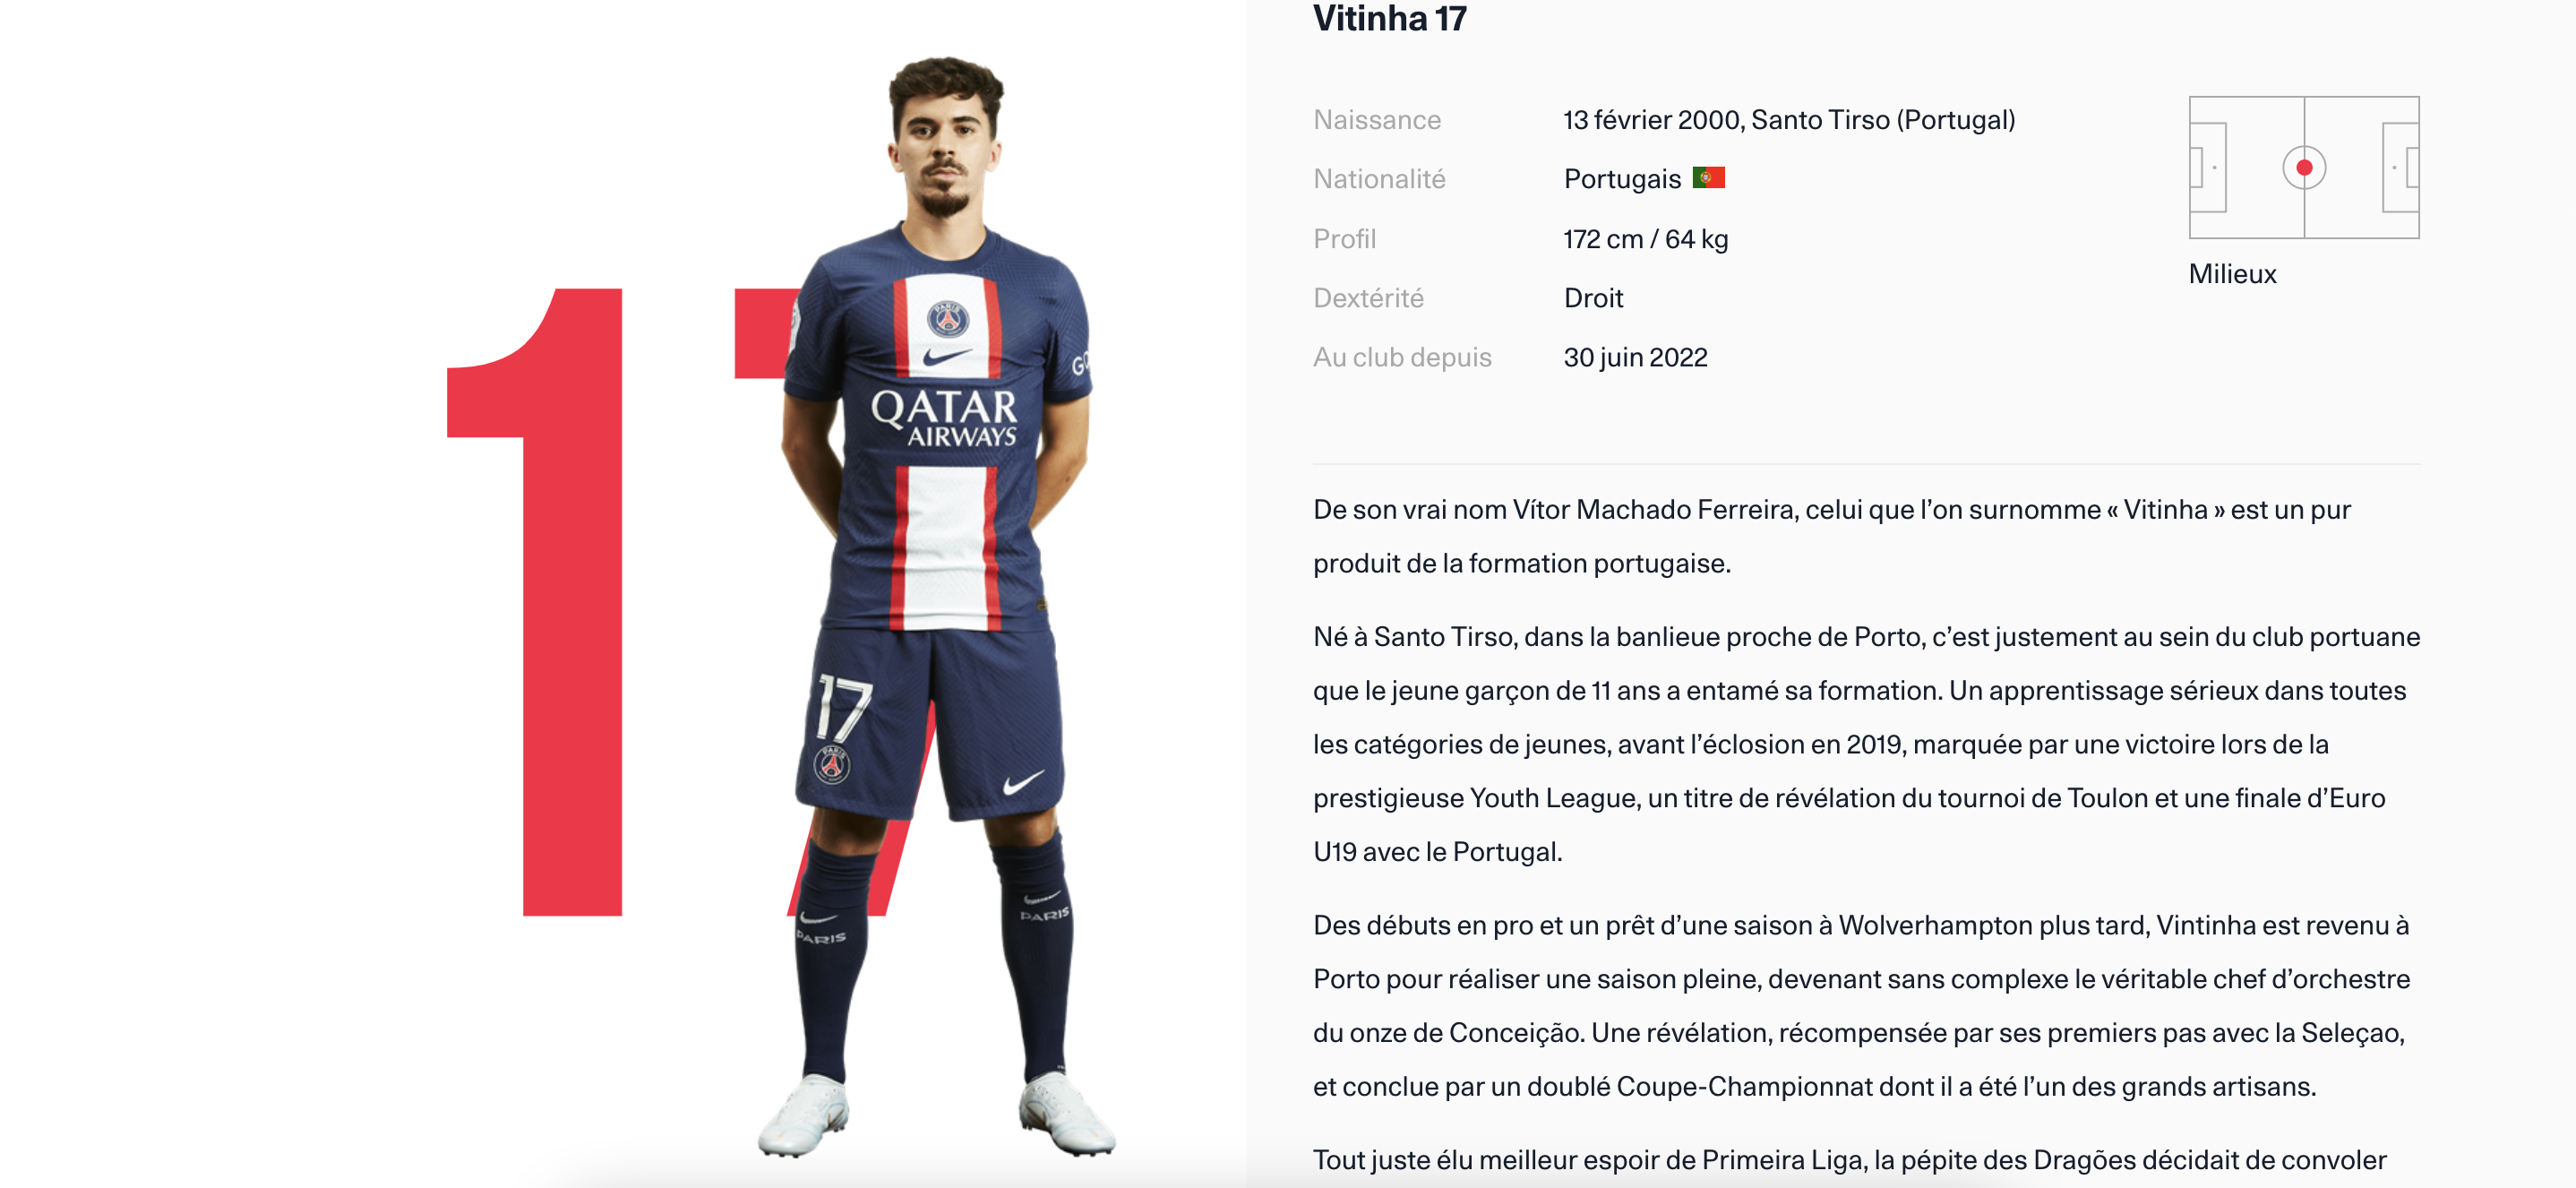 Vitinha 17
Naissance 13 février 2000, Santo Tirso (Portugal)
Nationalité Portugais
Profil 172 cm / 64 kg
Dextérité Droit
Au club depuis 30 juin 2022
Milieux
17
PARIS
GO
QATAR
AIRWAYS
17
PARIS
PARIS
PARIS
De son vrai nom Vítor Machado Ferreira, celui que l’on surnomme « Vitinha » est un pur
produit de la formation portugaise.
Né à Santo Tirso, dans la banlieue proche de Porto, c’est justement au sein du club portuane
que le jeune garçon de 11 ans a entamé sa formation. Un apprentissage sérieux dans toutes
les catégories de jeunes, avant l’éclosion en 2019, marquée par une victoire lors de la
prestigieuse Youth League, un titre de révélation du tournoi de Toulon et une finale d’Euro
U19 avec le Portugal.
Des débuts en pro et un prêt d’une saison à Wolverhampton plus tard, Vintinha est revenu à
Porto pour réaliser une saison pleine, devenant sans complexe le véritable chef d’orchestre
du onze de Conceição. Une révélation, récompensée par ses premiers pas avec la Seleçao,
et conclue par un doublé Coupe-Championnat dont il a été l’un des grands artisans.
Tout juste élu meilleur espoir de Primeira Liga, la pépite des Dragões décidait de convoler